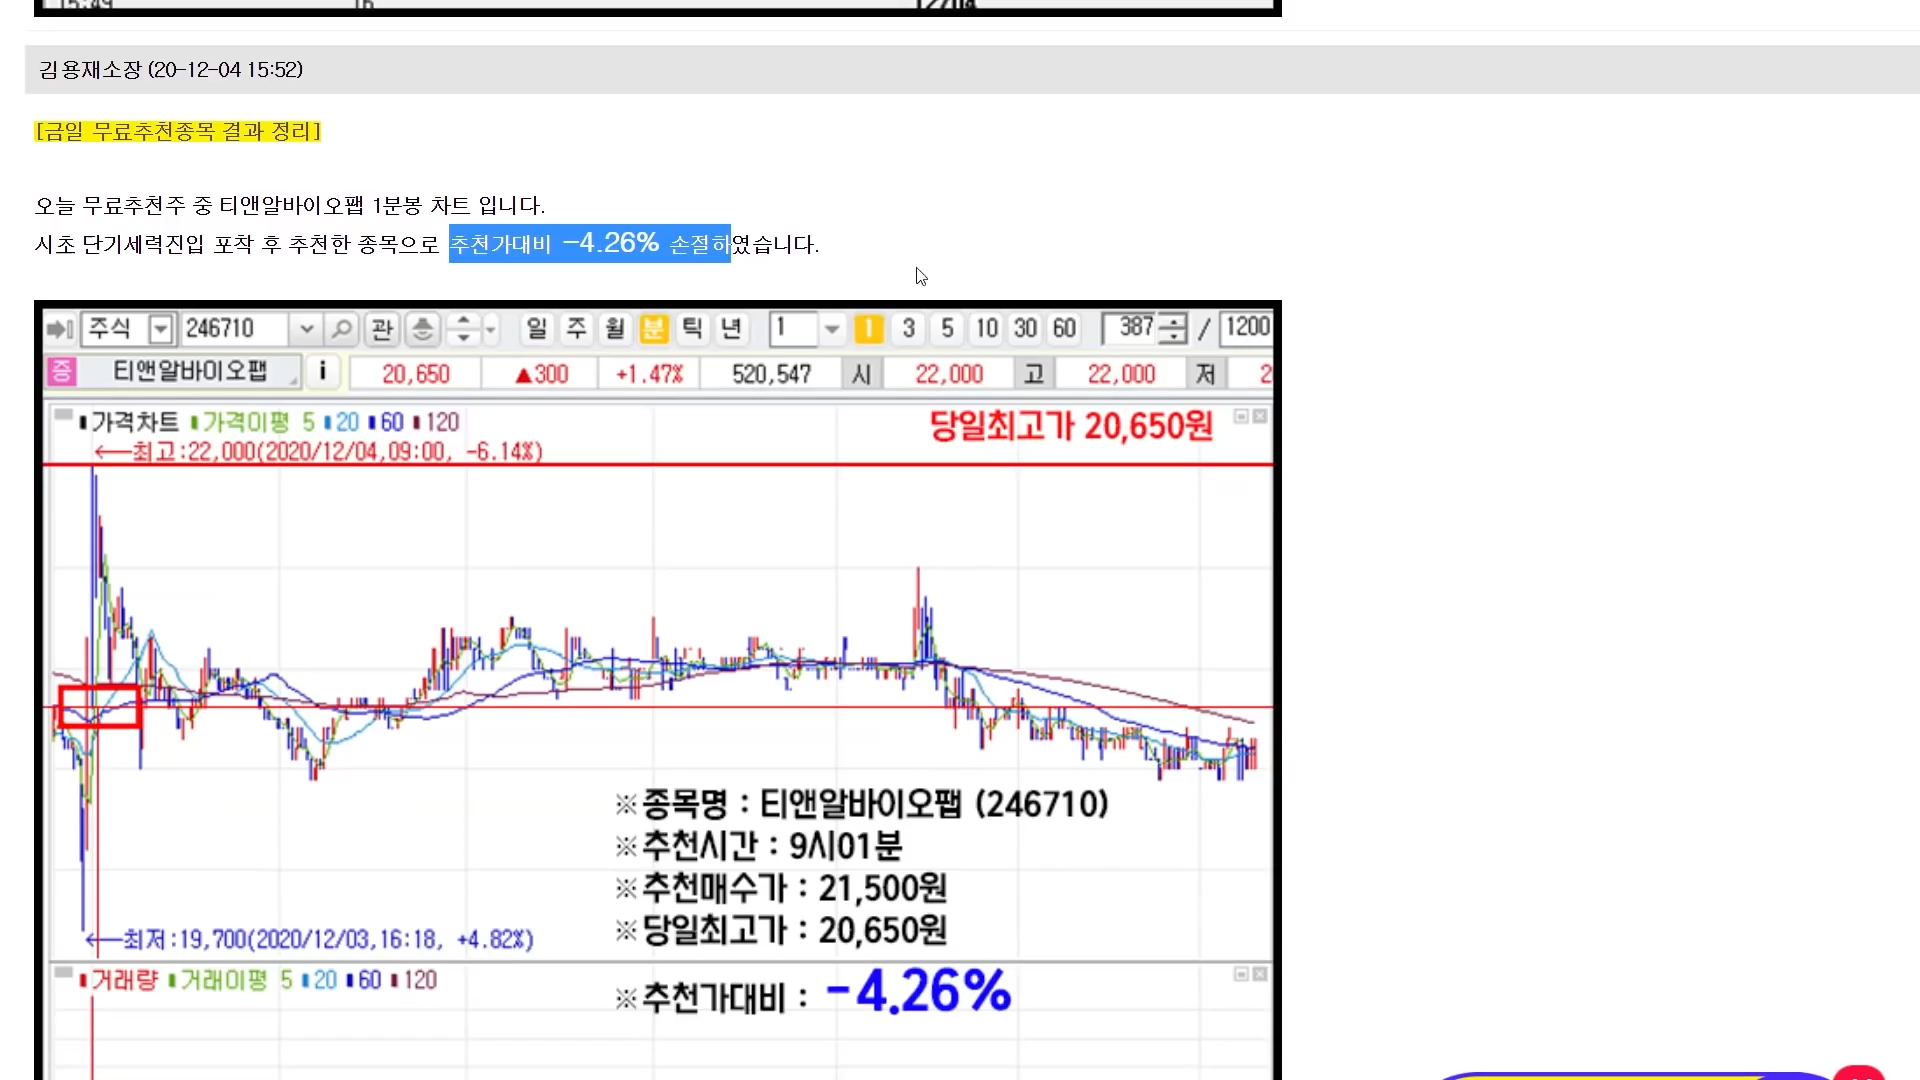 15:49
김용재소장 (20-12-04 15:52)
[금일 무료추천종목 결과 정리]
오늘 무료추천주 중 티앤알바이오팹 1분봉 차트 입니다.
시초 단기세력진입 포착 후 추천한 종목으로 추천가대비 -4.26% 손절하였습니다.
주식 246710 관 일 주 월 분 틱 년 1 1 3 5 10 30 60 387 / 1200
증 티앤알바이오팹 i 20,650 ▲300 +1.47% 520,547 시 22,000 고 22,000 저 2
가격차트 가격이평 5 20 60 120
당일최고가 20,650원
←최고:22,000(2020/12/04,09:00, -6.14%)
※종목명 : 티앤알바이오팹 (246710)
※추천시간 : 9시01분
※추천매수가 : 21,500원
※당일최고가 : 20,650원
←최저:19,700(2020/12/03,16:18, +4.82%)
거래량 거래이평 5 20 60 120
※추천가대비 : -4.26%